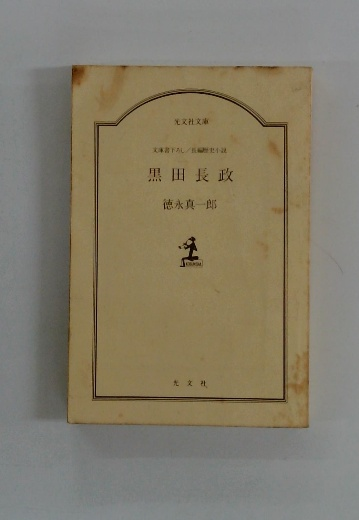 光文社文庫
文庫書下ろし／長編歴史小説
黒田長政
徳永真一郎
光文社